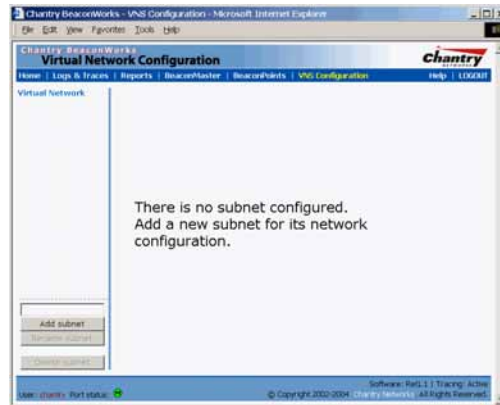 Chantry BeaconWorks - VNS Configuration - Microsoft Internet Explorer
File Edit View Favorites Tools Help
Chantry BeaconWorks
Virtual Network Configuration
Chantry
NETWORKS
Home | Logs & Traces | Reports | BeaconMaster | BeaconPoints | VNS Configuration
Help | LOGOUT
Virtual Network
There is no subnet configured.
Add a new subnet for its network
configuration.
Add subnet
Rename subnet
Delete subnet
User: chantry Port status:
Software: Rel1.1 | Tracing: Active
© Copyright 2002-2004 Chantry Networks. All Rights Reserved.